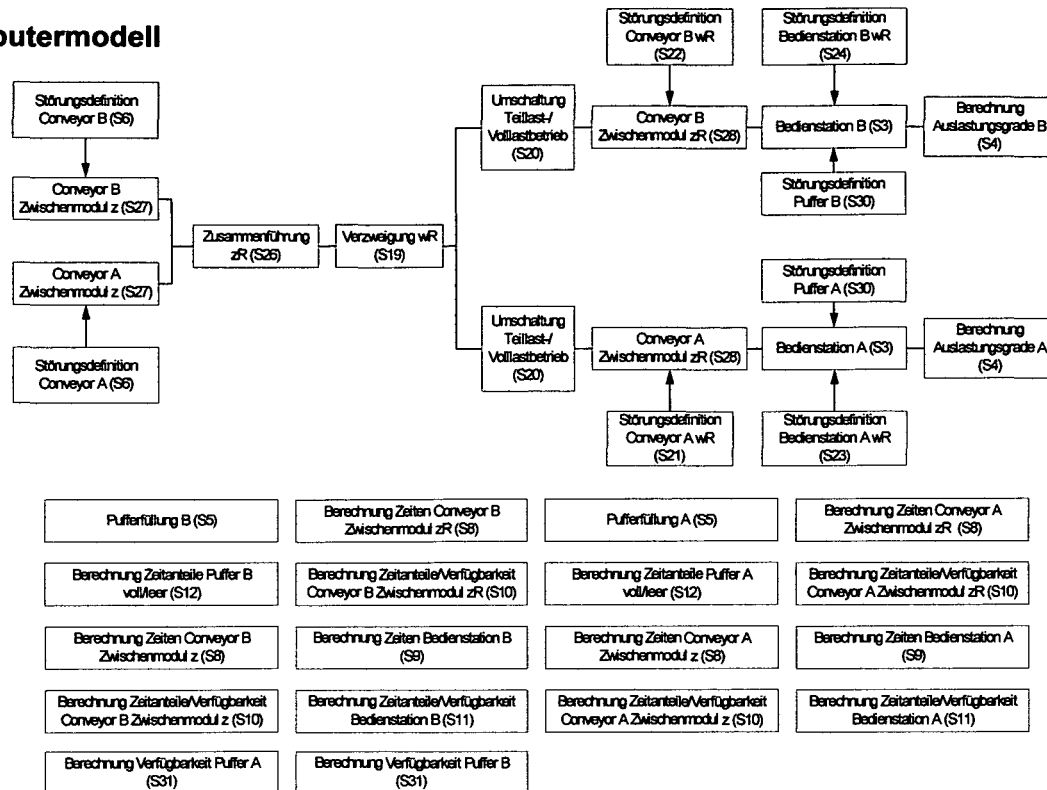 putermodell
Störungsdefinition
Conveyor B (S6)
Conveyor B
Zwischenmodul z (S27)
Conveyor A
Zwischenmodul z (S27)
Störungsdefinition
Conveyor A (S6)
Zusammenführung
zR (S26)
Verzweigung wR
(S19)
Umschaltung
Teillast-/
Volllastbetrieb
(S20)
Störungsdefinition
Conveyor B wR
(S22)
Conveyor B
Zwischenmodul zR (S28)
Störungsdefinition
Bedienstation B wR
(S24)
Bedienstation B (S3)
Störungsdefinition
Puffer B (S30)
Berechnung
Auslastungsgrade B
(S4)
Umschaltung
Teillast-/
Volllastbetrieb
(S20)
Conveyor A
Zwischenmodul zR (S28)
Störungsdefinition
Conveyor A wR
(S21)
Störungsdefinition
Puffer A (S30)
Bedienstation A (S3)
Störungsdefinition
Bedienstation A wR
(S23)
Berechnung
Auslastungsgrade A
(S4)
Pufferfüllung B (S5)
Berechnung Zeiten Conveyor B
Zwischenmodul zR (S8)
Pufferfüllung A (S5)
Berechnung Zeiten Conveyor A
Zwischenmodul zR (S8)
Berechnung Zeitanteile Puffer B
voll/leer (S12)
Berechnung Zeitanteile/Verfügbarkeit
Conveyor B Zwischenmodul zR (S10)
Berechnung Zeitanteile Puffer A
voll/leer (S12)
Berechnung Zeitanteile/Verfügbarkeit
Conveyor A Zwischenmodul zR (S10)
Berechnung Zeiten Conveyor B
Zwischenmodul z (S8)
Berechnung Zeiten Bedienstation B
(S9)
Berechnung Zeiten Conveyor A
Zwischenmodul z (S8)
Berechnung Zeiten Bedienstation A
(S9)
Berechnung Zeitanteile/Verfügbarkeit
Conveyor B Zwischenmodul z (S10)
Berechnung Zeitanteile/Verfügbarkeit
Bedienstation B (S11)
Berechnung Zeitanteile/Verfügbarkeit
Conveyor A Zwischenmodul z (S10)
Berechnung Zeitanteile/Verfügbarkeit
Bedienstation A (S11)
Berechnung Verfügbarkeit Puffer A
(S31)
Berechnung Verfügbarkeit Puffer B
(S31)